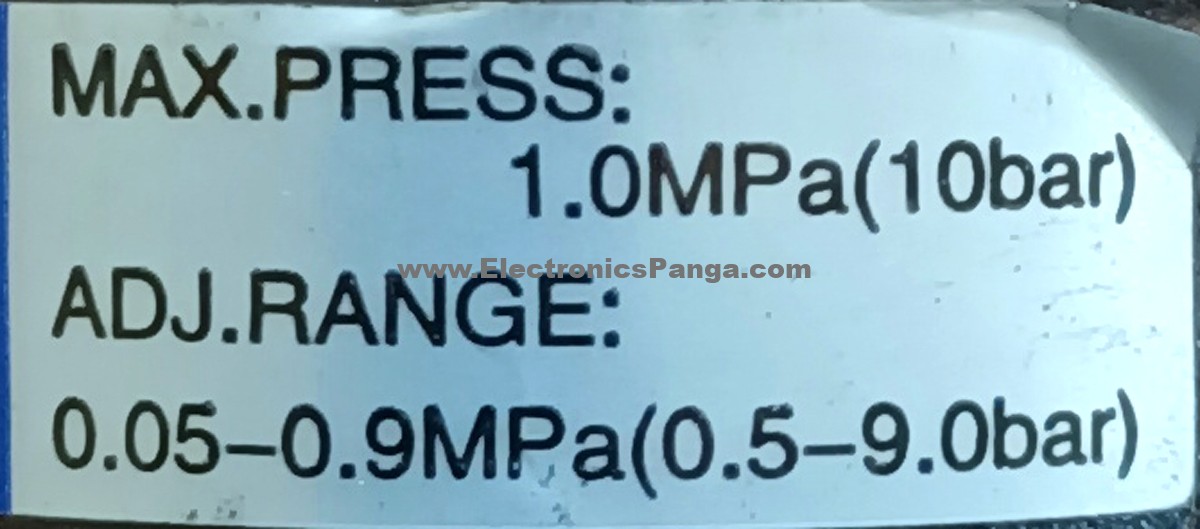 MAX.PRESS:
1.0MPa(10bar)
www.ElectronicsPanga.com
ADJ.RANGE:
0.05–0.9MPa(0.5–9.0bar)